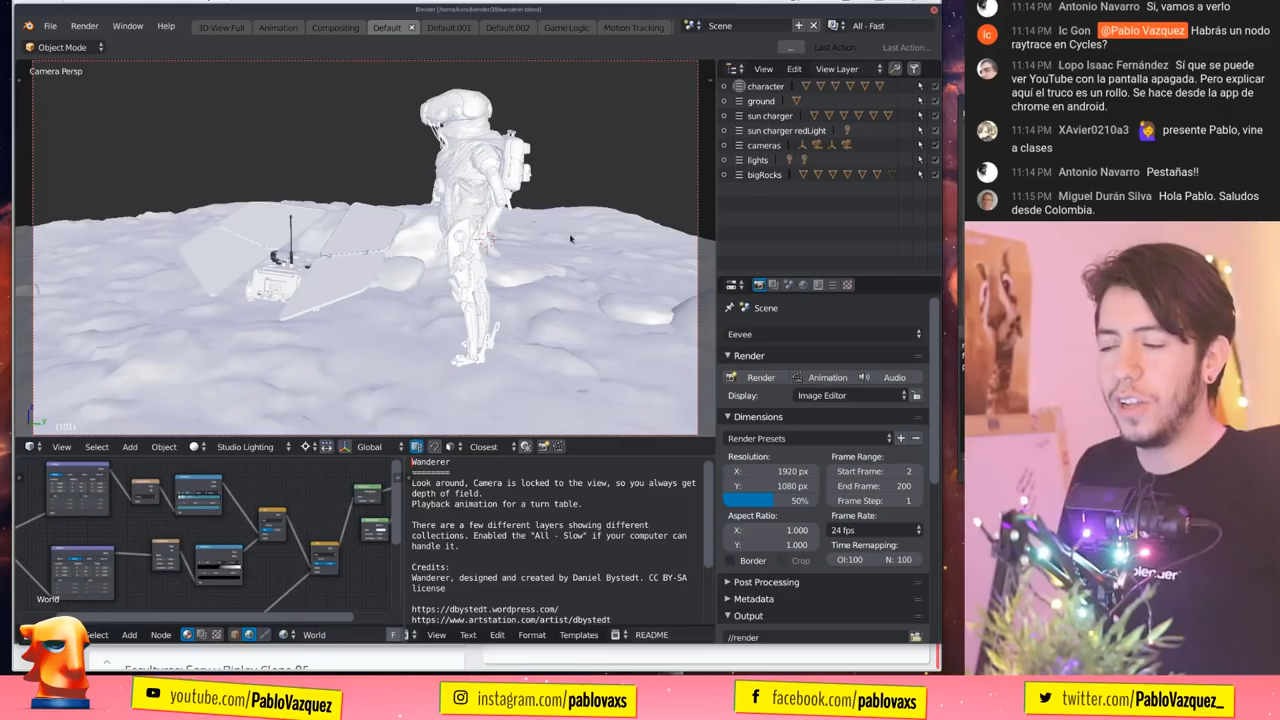 Blender [/home/koru/blender/28/wanderer.blend]
File Render Window Help
3D View Full Animation Compositing Default Default.001 Default.002 Game Logic Motion Tracking
Scene
All - Fast
Object Mode
... Last Action... Last Action...
Camera Persp
(101)
View Edit View Layer
character
ground
sun charger
sun charger redLight
cameras
lights
bigRocks
Scene
Eevee
Render
Render Animation Audio
Display: Image Editor
Dimensions
Render Presets
Resolution: Frame Range:
X: 1920 px Start Frame: 2
Y: 1080 px End Frame: 200
50% Frame Step: 1
Aspect Ratio: Frame Rate:
X: 1.000 24 fps
Y: 1.000 Time Remapping:
Border Crop Ol:100 N: 100
Post Processing
Metadata
Output
//render
View Select Add Object Studio Lighting Global Closest
World
Select Add Node World F
Wanderer
========
Look around, Camera is locked to the view, so you always get
depth of field.
Playback animation for a turn table.
There are a few different layers showing different
collections. Enabled the "All - Slow" if your computer can
handle it.
Credits:
Wanderer, designed and created by Daniel Bystedt. CC BY-SA
license
https://dbystedt.wordpress.com/
https://www.artstation.com/artist/dbystedt
View Text Edit Format Templates README
11:14 PM Antonio Navarro Si, vamos a verlo
Ic 11:14 PM Ic Gon @Pablo Vazquez Habrás un nodo
raytrace en Cycles?
11:14 PM Lopo Isaac Fernández Sí que se puede
ver YouTube con la pantalla apagada. Pero explicar
aquí el truco es un rollo. Se hace desde la app de
chrome en android.
11:14 PM XAvier0210a3 presente Pablo, vine
a clases
11:14 PM Antonio Navarro Pestañas!!
11:15 PM Miguel Durán Silva Hola Pablo. Saludos
desde Colombia.
blender
youtube.com/PabloVazquez
instagram.com/pablovaxs
facebook.com/pablovaxs
twitter.com/PabloVazquez_